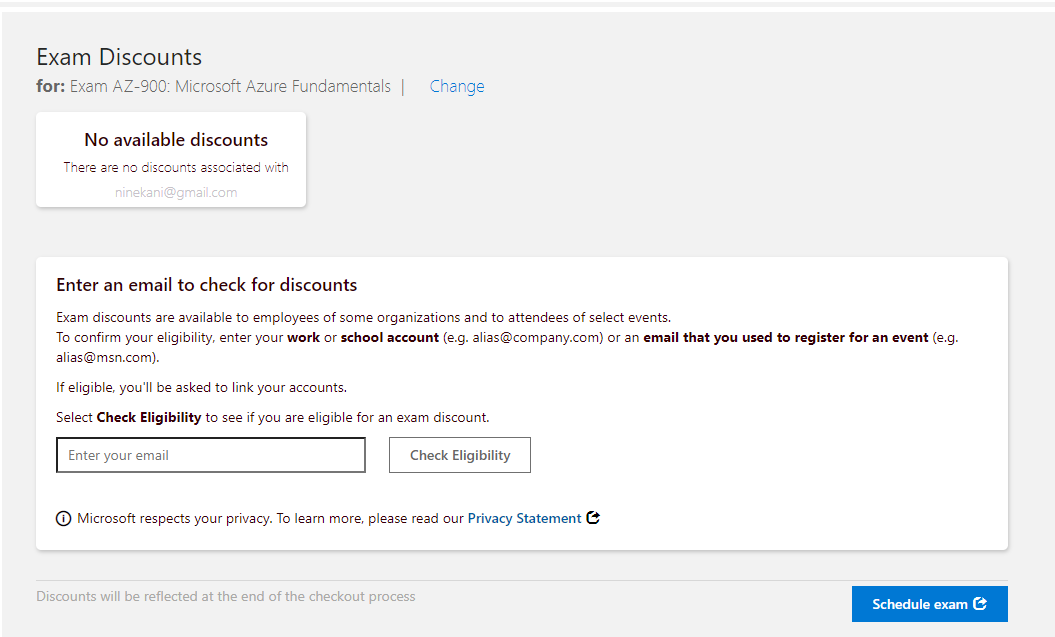 Exam Discounts
for: Exam AZ-900: Microsoft Azure Fundamentals | Change
No available discounts
There are no discounts associated with
ninekani@gmail.com
Enter an email to check for discounts
Exam discounts are available to employees of some organizations and to attendees of select events.
To confirm your eligibility, enter your work or school account (e.g. alias@company.com) or an email that you used to register for an event (e.g.
alias@msn.com).
If eligible, you'll be asked to link your accounts.
Select Check Eligibility to see if you are eligible for an exam discount.
Enter your email
Check Eligibility
Microsoft respects your privacy. To learn more, please read our Privacy Statement
Discounts will be reflected at the end of the checkout process
Schedule exam